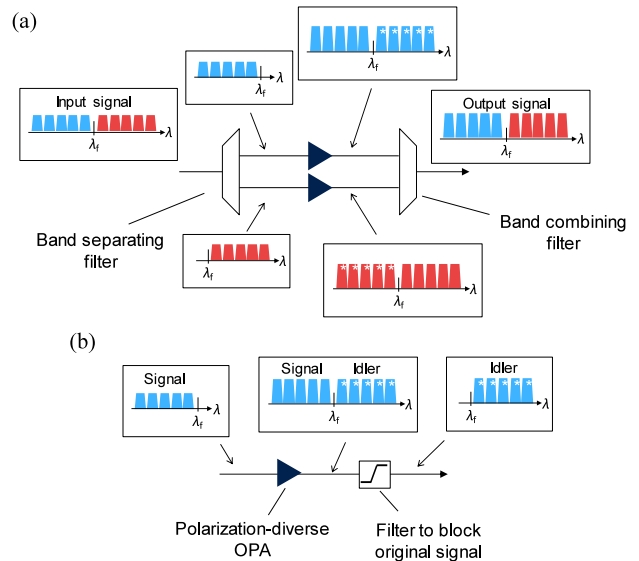 (a)
λ
λf
* * * * *
λ
λf
Input signal
λ
λf
Output signal
λ
λf
Band separating
filter
Band combining
filter
λ
λf
* * * * *
λ
λf
(b)
Signal
λ
λf
Signal Idler
* * * * *
λ
λf
Idler
* * * * *
λ
λf
Polarization-diverse
OPA
Filter to block
original signal